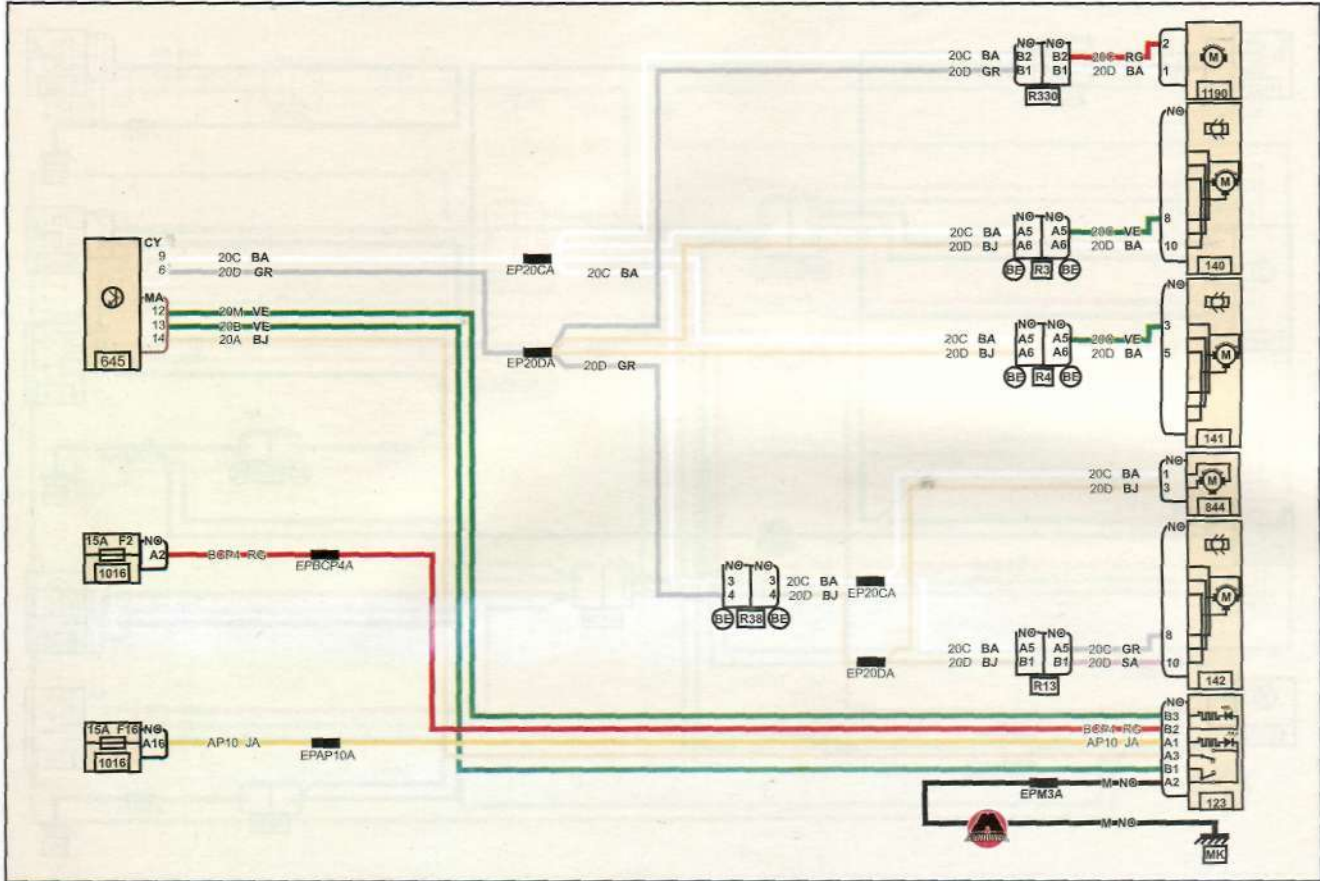 20C BA
20D GR
NO NO
B2 B2
B1 B1
R330
20C RG
20D BA
2
1
M
1190
NO
M
8
10
140
20C BA
20D BJ
NO NO
A5 A5
A6 A6
BE R3 BE
20C VE
20D BA
CY
9
6
MA
12
13
14
645
20C BA
20D GR
20M VE
20B VE
20A BJ
EP20CA
20C BA
EP20DA
20D GR
20C BA
20D BJ
NO NO
A5 A5
A6 A6
BE R4 BE
20C VE
20D BA
NO
3
5
M
141
20C BA
20D BJ
NO
1
3
M
844
15A F2
NO
A2
1016
BCP4 RG
EPBCP4A
NO NO
3 3
4 4
BE R38 BE
20C BA
20D BJ
EP20CA
EP20DA
20C BA
20D BJ
NO NO
A5 A5
B1 B1
R13
20C GR
20D SA
NO
M
8
10
142
15A F16
NO
A16
1016
AP10 JA
EPAP10A
BCP4 RG
AP10 JA
NO
B3
B2
A1
A3
B1
A2
123
EPM3A
M NO
M NO
MK